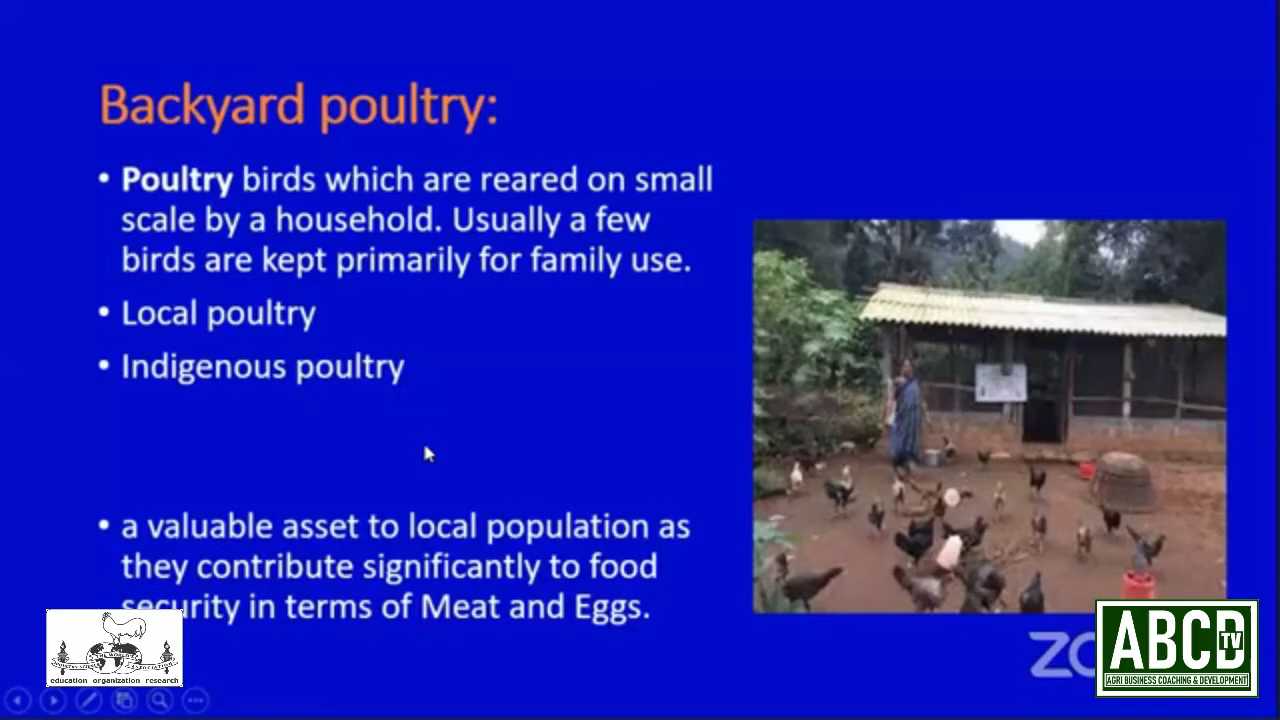 Backyard poultry:
• Poultry birds which are reared on small
scale by a household. Usually a few
birds are kept primarily for family use.
• Local poultry
• Indigenous poultry
• a valuable asset to local population as
they contribute significantly to food
security in terms of Meat and Eggs.
education organization research
ABCD TV
AGRI BUSINESS COACHING & DEVELOPMENT